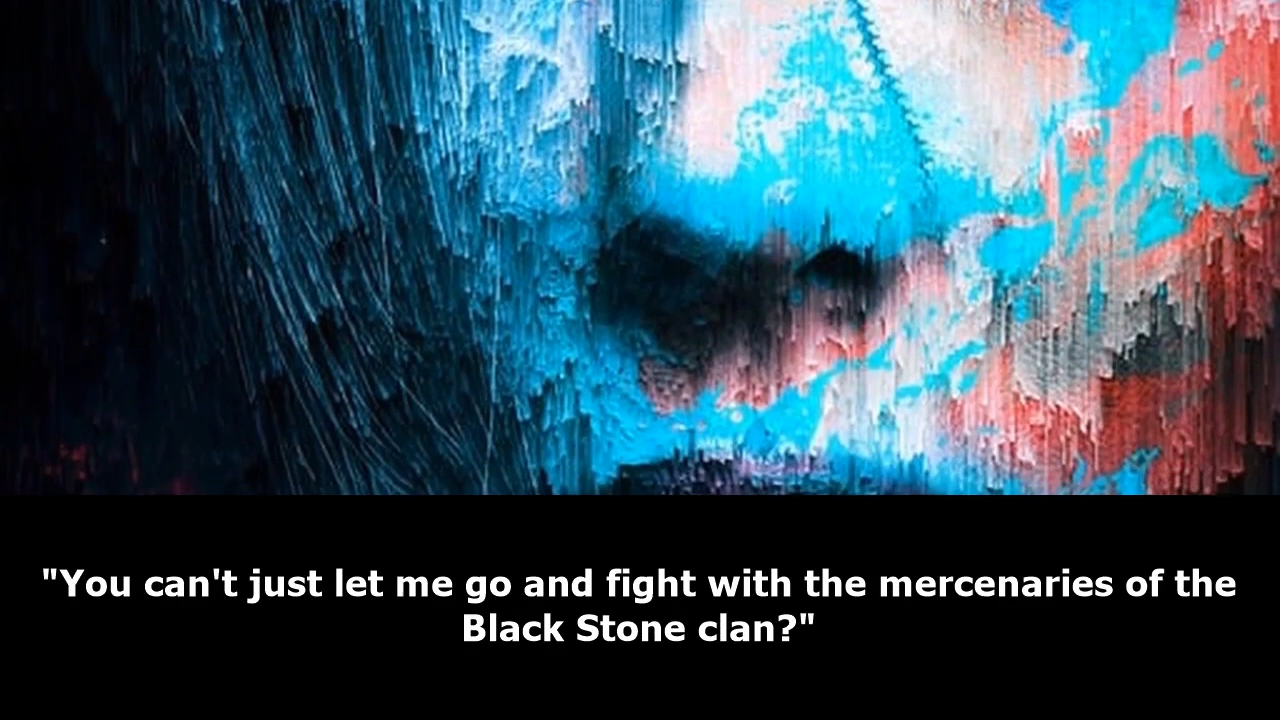 "You can't just let me go and fight with the mercenaries of the
Black Stone clan?"